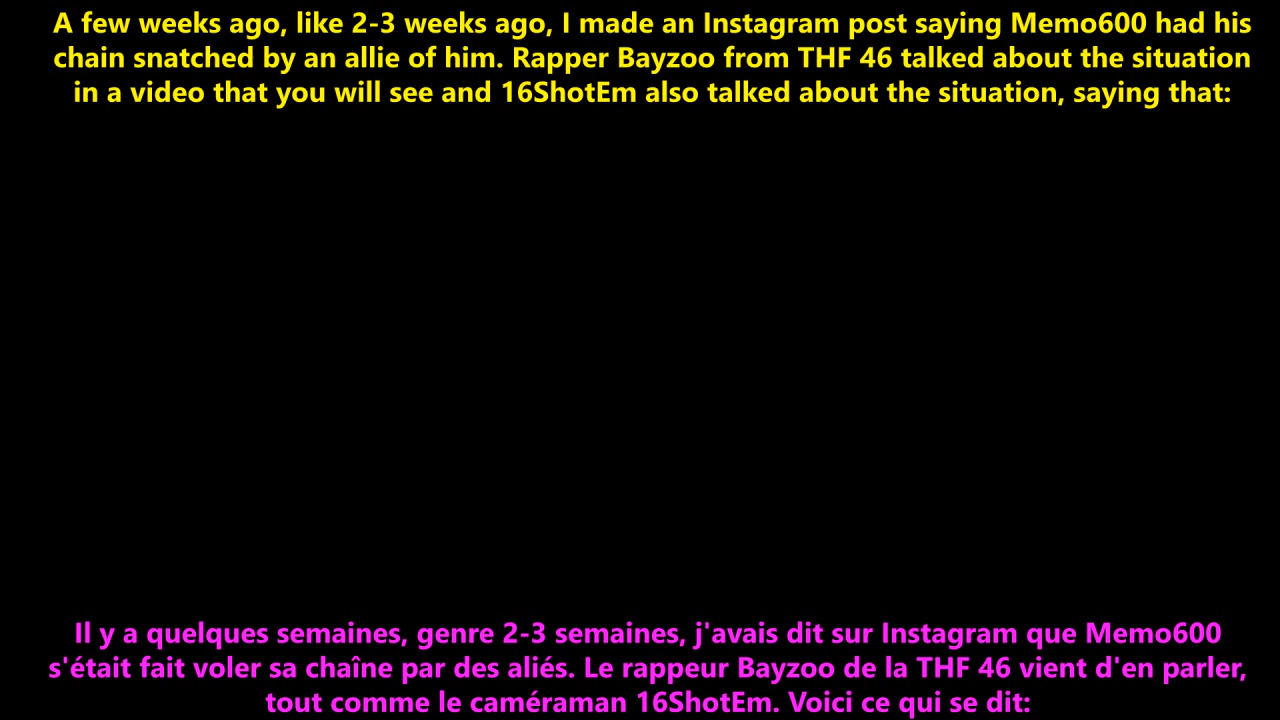 A few weeks ago, like 2-3 weeks ago, I made an Instagram post saying Memo600 had his
chain snatched by an allie of him. Rapper Bayzoo from THF 46 talked about the situation
in a video that you will see and 16ShotEm also talked about the situation, saying that:
Il y a quelques semaines, genre 2-3 semaines, j'avais dit sur Instagram que Memo600
s'était fait voler sa chaîne par des aliés. Le rappeur Bayzoo de la THF 46 vient d'en parler,
tout comme le caméraman 16ShotEm. Voici ce qui se dit: